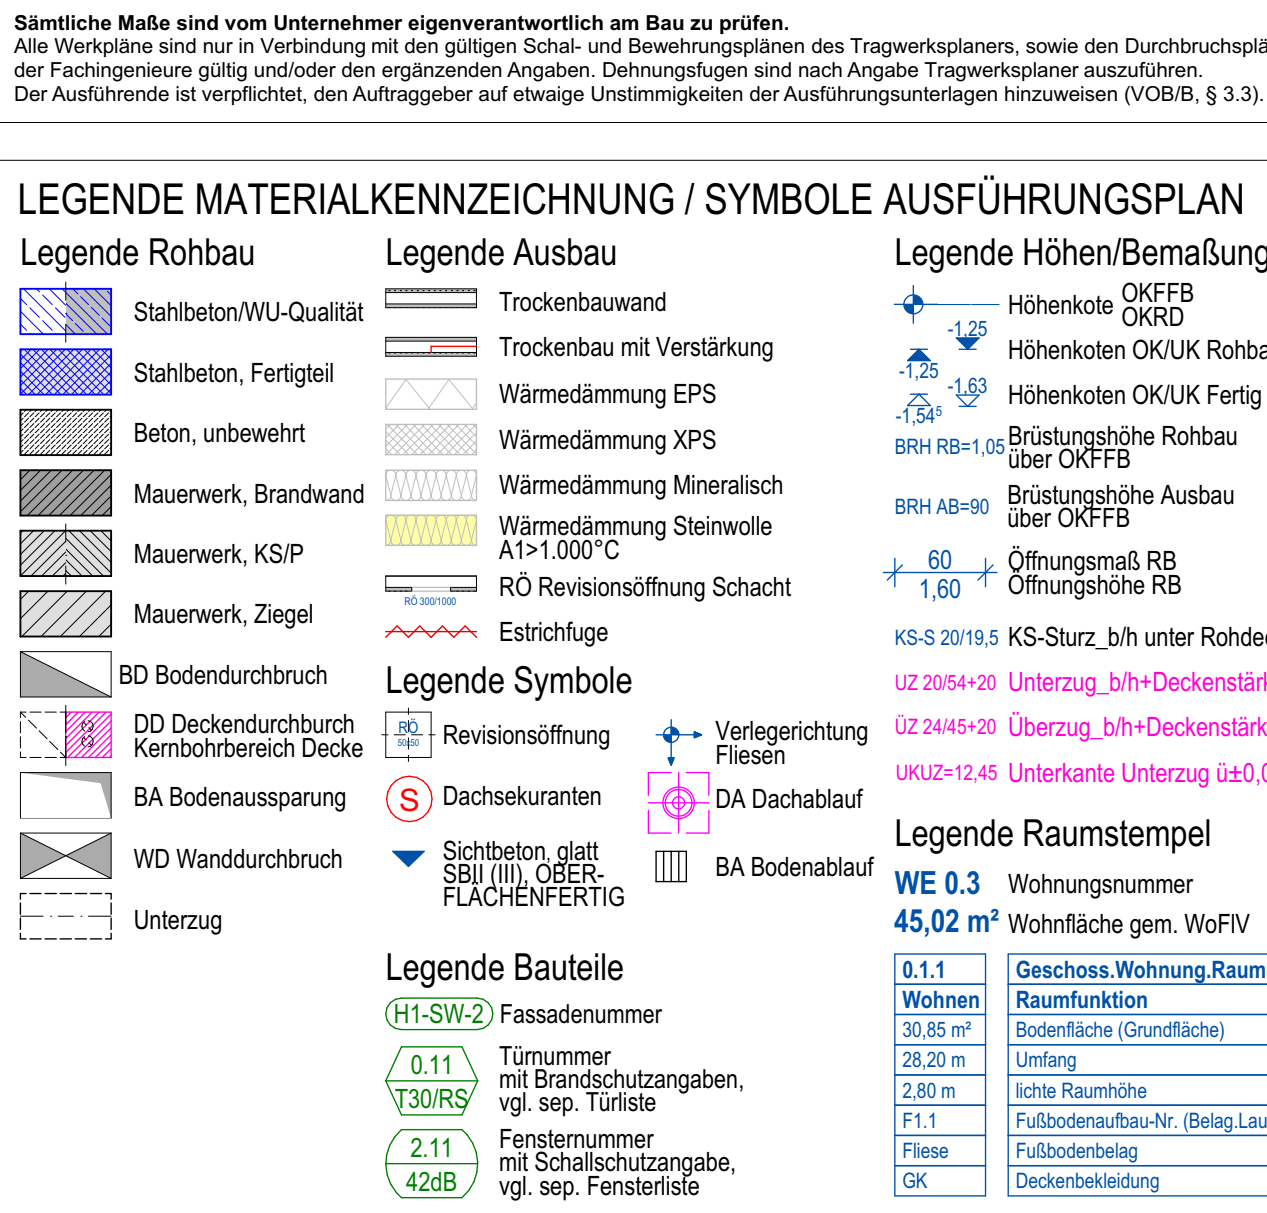 Sämtliche Maße sind vom Unternehmer eigenverantwortlich am Bau zu prüfen.
Alle Werkpläne sind nur in Verbindung mit den gültigen Schal- und Bewehrungsplänen des Tragwerksplaners, sowie den Durchbruchsplä
der Fachingenieure gültig und/oder den ergänzenden Angaben. Dehnungsfugen sind nach Angabe Tragwerksplaner auszuführen.
Der Ausführende ist verpflichtet, den Auftraggeber auf etwaige Unstimmigkeiten der Ausführungsunterlagen hinzuweisen (VOB/B, § 3.3).
LEGENDE MATERIALKENNZEICHNUNG / SYMBOLE AUSFÜHRUNGSPLAN
Legende Rohbau
Stahlbeton/WU-Qualität
Stahlbeton, Fertigteil
Beton, unbewehrt
Mauerwerk, Brandwand
Mauerwerk, KS/P
Mauerwerk, Ziegel
BD Bodendurchbruch
DD Deckendurchburch
Kernbohrbereich Decke
BA Bodenaussparung
WD Wanddurchbruch
Unterzug
Legende Ausbau
Trockenbauwand
Trockenbau mit Verstärkung
Wärmedämmung EPS
Wärmedämmung XPS
Wärmedämmung Mineralisch
Wärmedämmung Steinwolle
A1>1.000°C
RÖ 300/1000
RÖ Revisionsöffnung Schacht
Estrichfuge
Legende Symbole
RÖ
50/50
Revisionsöffnung
S
Dachsekuranten
Sichtbeton, glatt
SBII (III), OBER-
FLÄCHENFERTIG
Verlegerichtung
Fliesen
DA Dachablauf
BA Bodenablauf
Legende Bauteile
H1-SW-2
Fassadenummer
0.11
T30/RS
Türnummer
mit Brandschutzangaben,
vgl. sep. Türliste
2.11
42dB
Fensternummer
mit Schallschutzangabe,
vgl. sep. Fensterliste
Legende Höhen/Bemaßung
Höhenkote OKFFB
OKRD
-1,25
-1,25
Höhenkoten OK/UK Rohba
-1,63
-1,54⁵
Höhenkoten OK/UK Fertig
BRH RB=1,05 Brüstungshöhe Rohbau
über OKFFB
BRH AB=90 Brüstungshöhe Ausbau
über OKFFB
60 Öffnungsmaß RB
1,60 Öffnungshöhe RB
KS-S 20/19,5 KS-Sturz_b/h unter Rohdec
UZ 20/54+20 Unterzug_b/h+Deckenstärk
ÜZ 24/45+20 Überzug_b/h+Deckenstärk
UKUZ=12,45 Unterkante Unterzug ü±0,0
Legende Raumstempel
WE 0.3 Wohnungsnummer
45,02 m² Wohnfläche gem. WoFlV
0.1.1 Geschoss.Wohnung.Raum
Wohnen Raumfunktion
30,85 m² Bodenfläche (Grundfläche)
28,20 m Umfang
2,80 m lichte Raumhöhe
F1.1 Fußbodenaufbau-Nr. (Belag.Lau
Fliese Fußbodenbelag
GK Deckenbekleidung